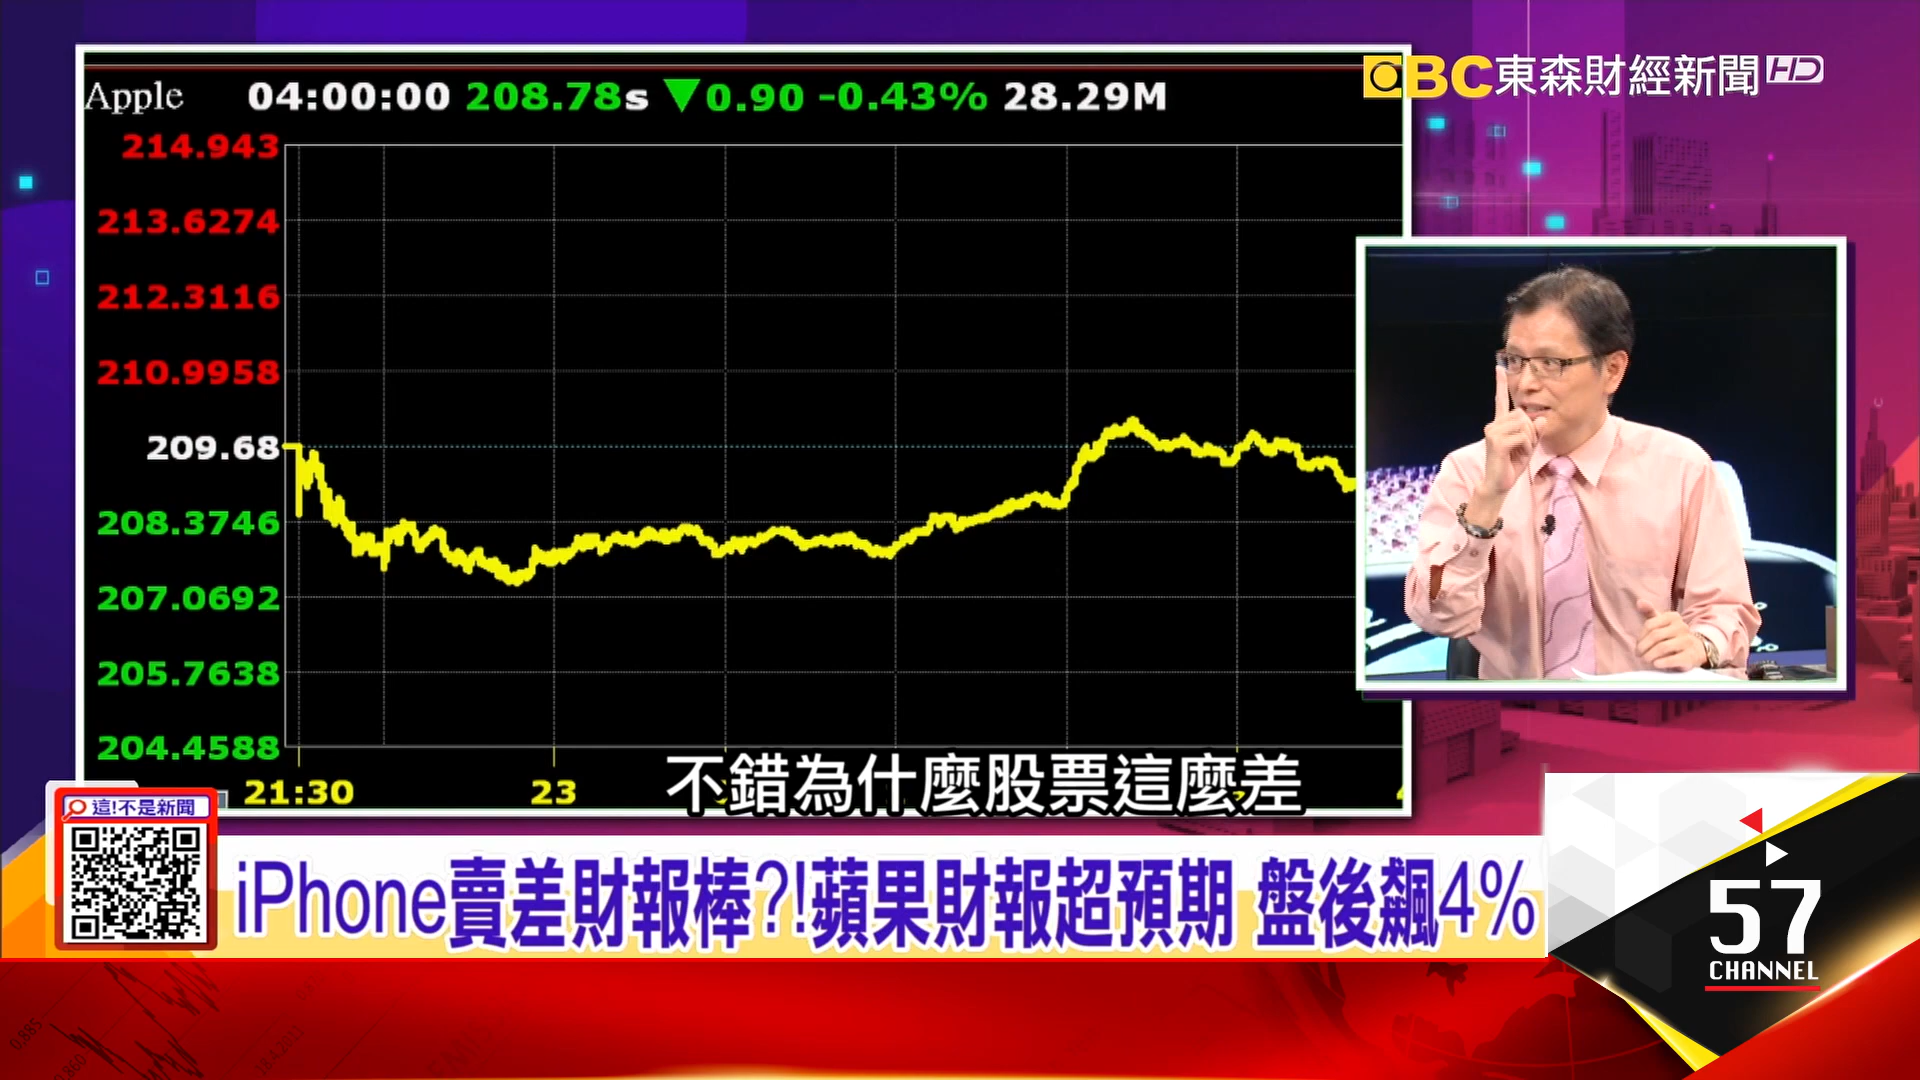 Apple 04:00:00 208.78s ▼0.90 -0.43% 28.29M
EBC東森財經新聞HD
214.943
213.6274
212.3116
210.9958
209.68
208.3746
207.0692
205.7638
204.4588
21:30 23
不錯為什麼股票這麼差
這!不是新聞
iPhone賣差財報棒?!蘋果財報超預期 盤後飆4%
57
CHANNEL